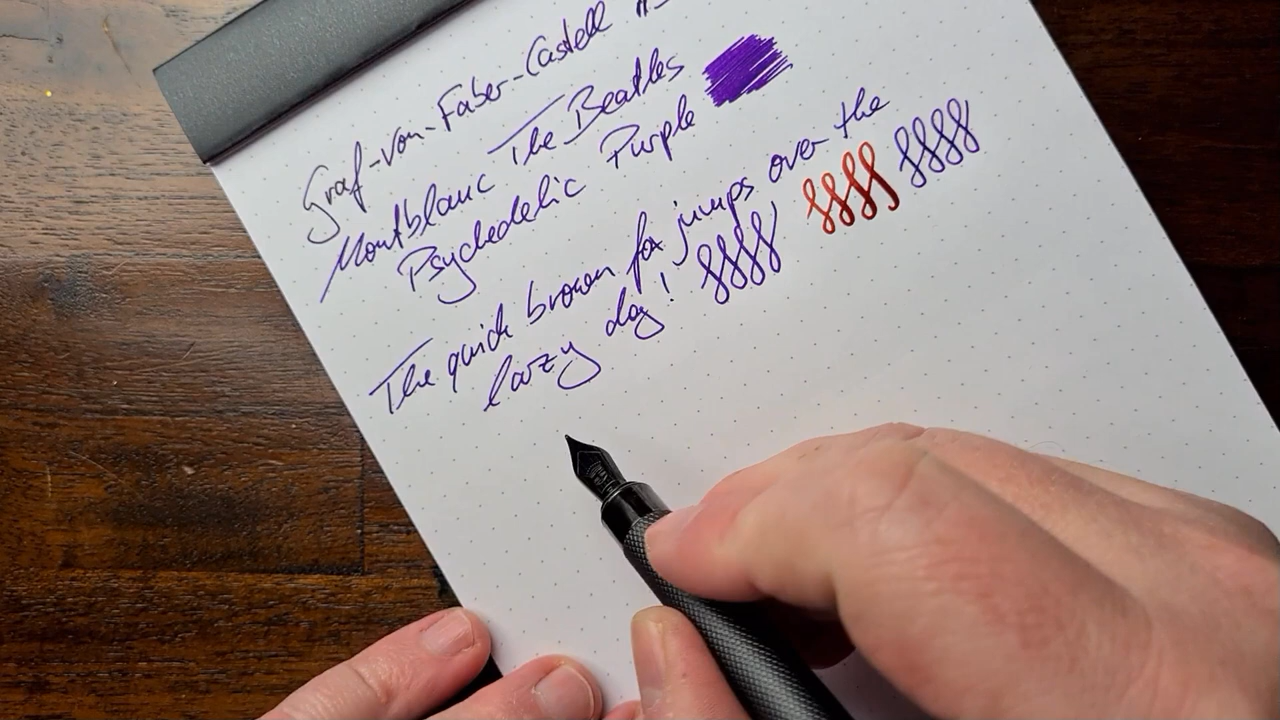 Graf-von-Faber-Castell
Montblanc The Beatles
Psychedelic Purple
The quick brown fox jumps over the
lazy dog!